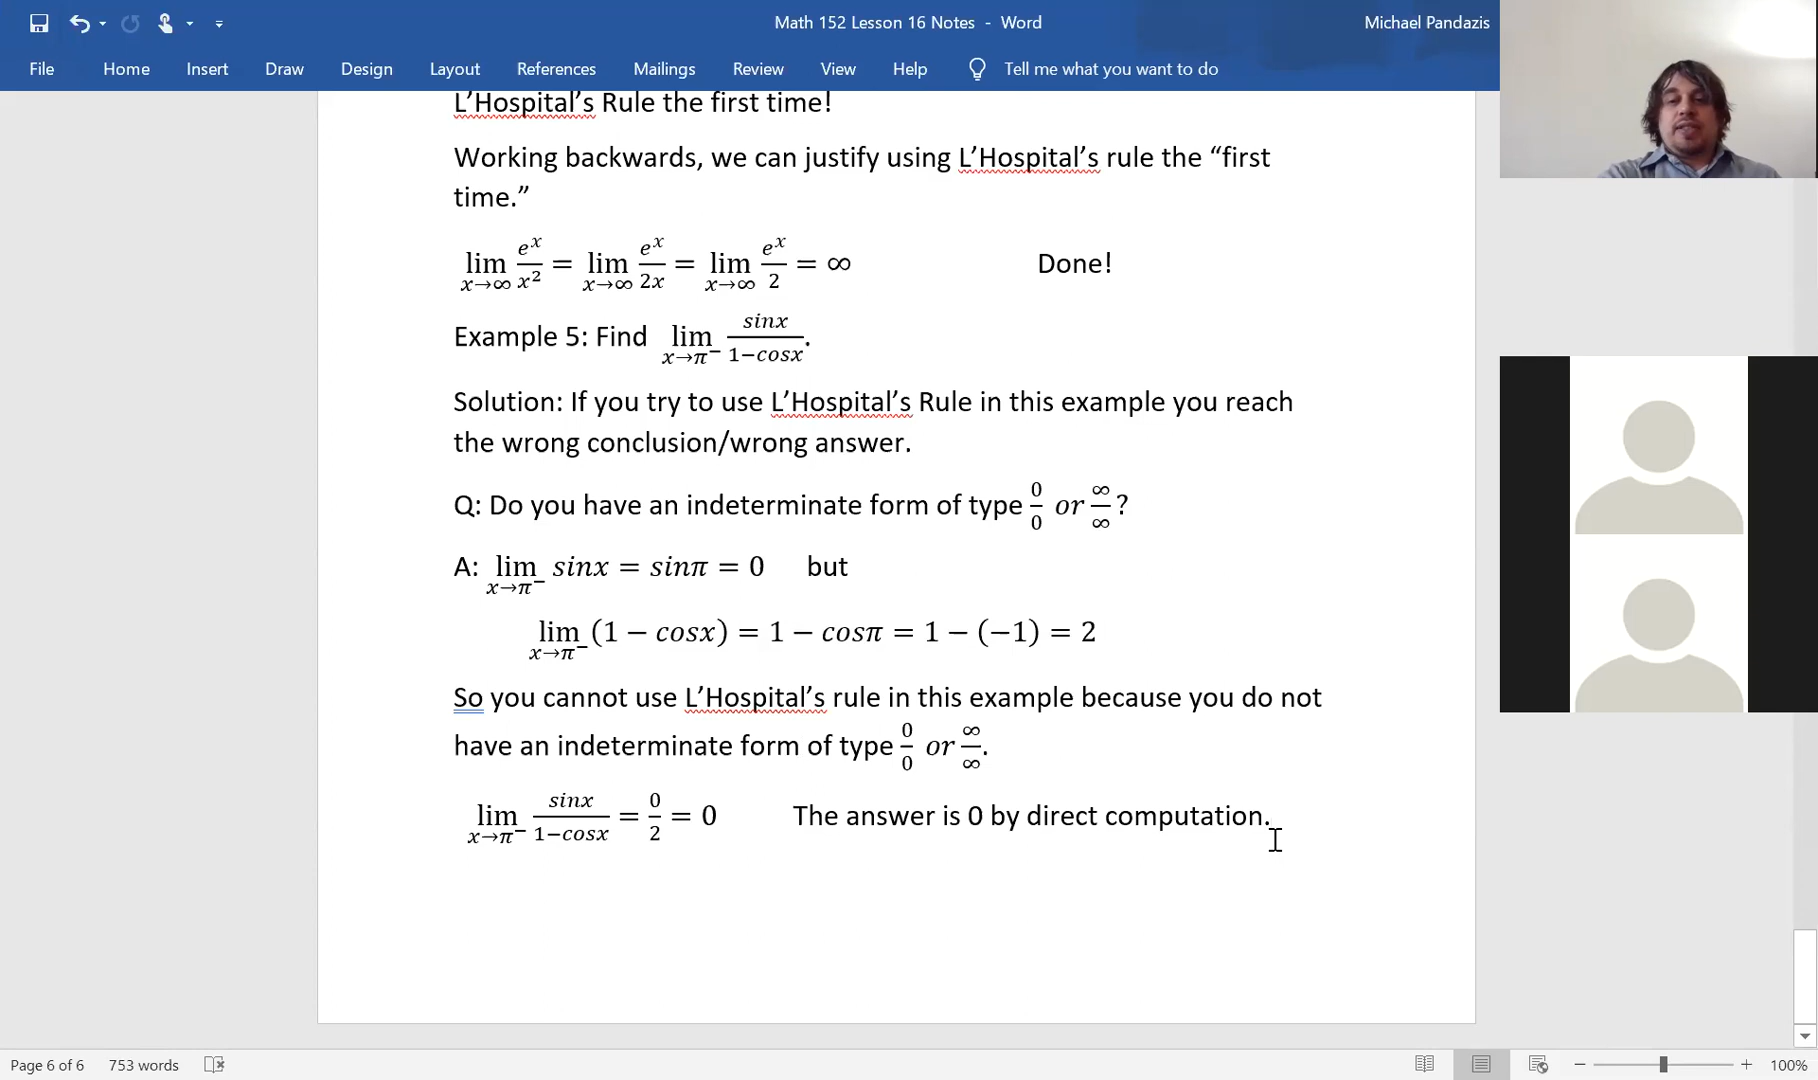 Math 152 Lesson 16 Notes - Word
Michael Pandazis
File Home Insert Draw Design Layout References Mailings Review View Help Tell me what you want to do
L’Hospital’s Rule the first time!
Working backwards, we can justify using L’Hospital’s rule the “first
time.”
lim x→∞ e^x/x^2 = lim x→∞ e^x/2x = lim x→∞ e^x/2 = ∞ Done!
Example 5: Find lim x→π⁻ sinx/1−cosx.
Solution: If you try to use L’Hospital’s Rule in this example you reach
the wrong conclusion/wrong answer.
Q: Do you have an indeterminate form of type 0/0 or ∞/∞?
A: lim x→π⁻ sinx = sinπ = 0 but
lim x→π⁻ (1 − cosx) = 1 − cosπ = 1 − (−1) = 2
So you cannot use L’Hospital’s rule in this example because you do not
have an indeterminate form of type 0/0 or ∞/∞.
lim x→π⁻ sinx/1−cosx = 0/2 = 0 The answer is 0 by direct computation.
Page 6 of 6 753 words 100%